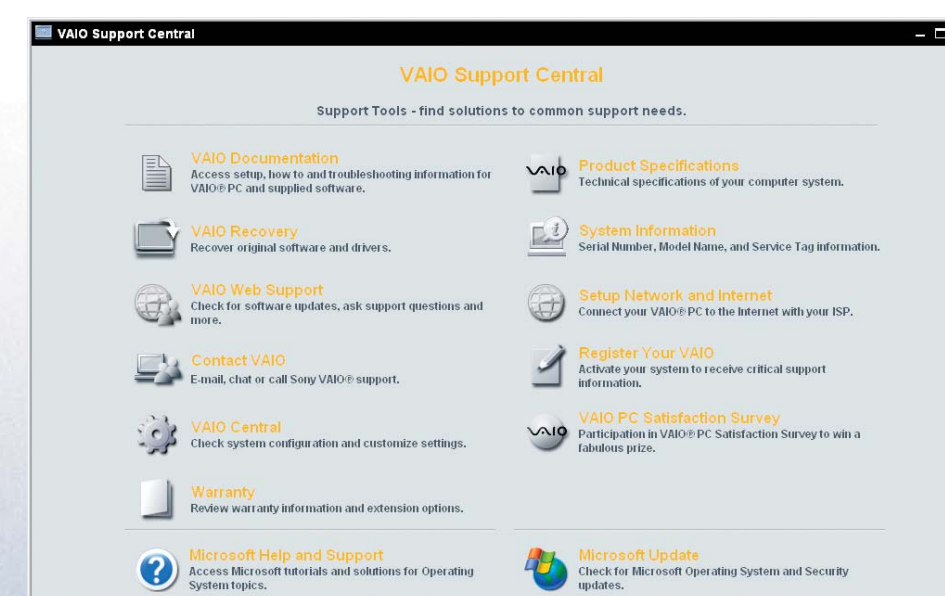 VAIO Support Central
VAIO Support Central
Support Tools - find solutions to common support needs.
VAIO Documentation
Access setup, how to and troubleshooting information for
VAIO® PC and supplied software.
VAIO Recovery
Recover original software and drivers.
VAIO Web Support
Check for software updates, ask support questions and
more.
Contact VAIO
E-mail, chat or call Sony VAIO® support.
VAIO Central
Check system configuration and customize settings.
Warranty
Review warranty information and extension options.
VAIO
Product Specifications
Technical specifications of your computer system.
System Information
Serial Number, Model Name, and Service Tag information.
Setup Network and Internet
Connect your VAIO® PC to the Internet with your ISP.
Register Your VAIO
Activate your system to receive critical support
information.
VAIO
VAIO PC Satisfaction Survey
Participation in VAIO® PC Satisfaction Survey to win a
fabulous prize.
Microsoft Help and Support
Access Microsoft tutorials and solutions for Operating
System topics.
Microsoft Update
Check for Microsoft Operating System and Security
updates.